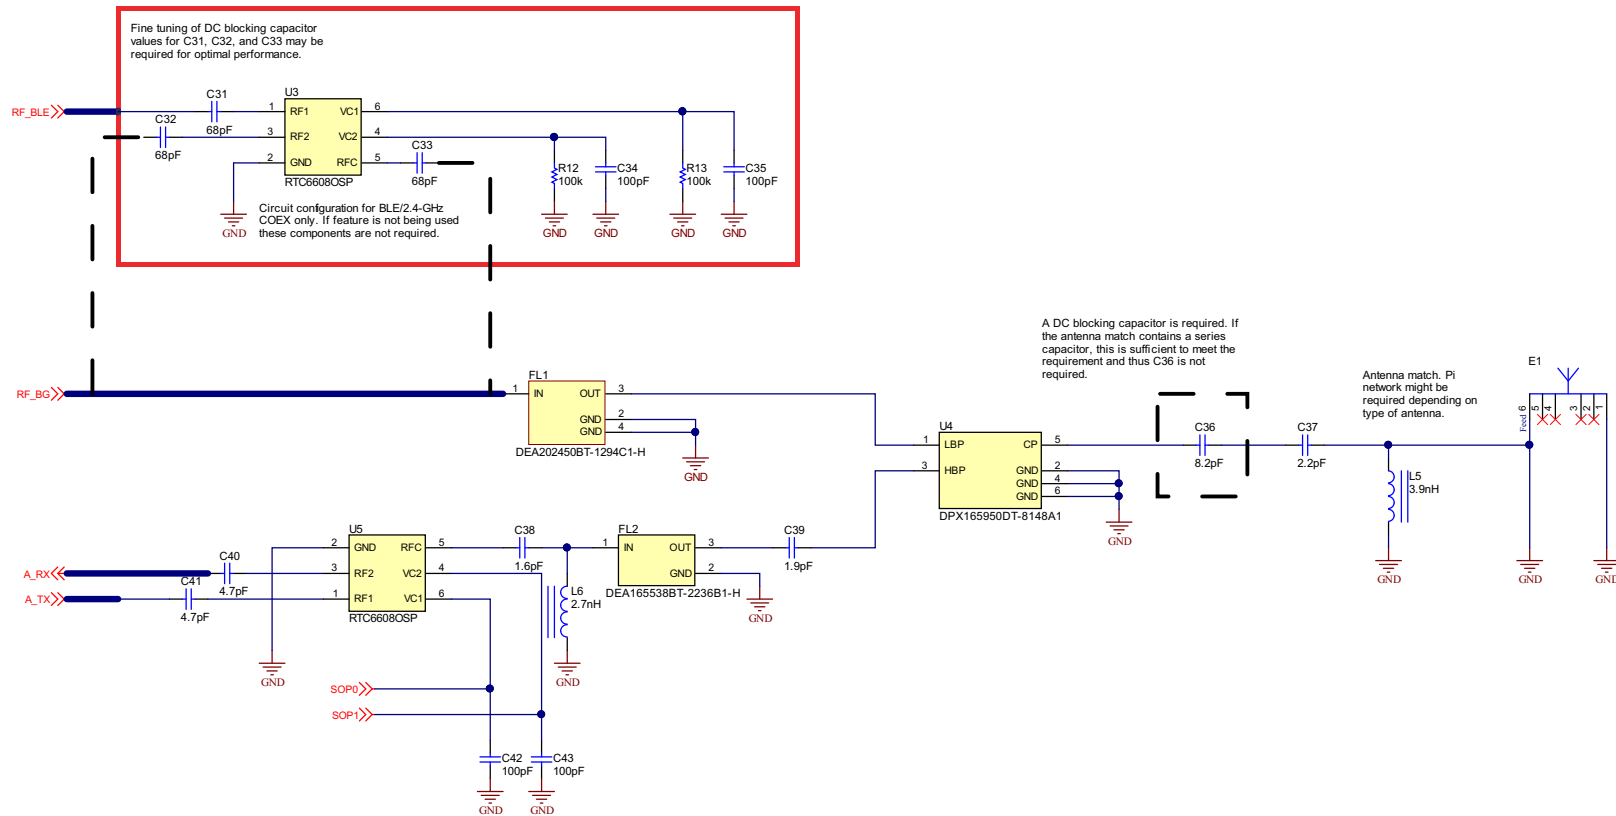 Fine tuning of DC blocking capacitor
values for C31, C32, and C33 may be
required for optimal performance.
RF_BLE
C31
68pF
C32
68pF
U3
1 RF1 VC1 6
3 RF2 VC2 4
2 GND RFC 5
RTC6608OSP
C33
68pF
R12
100k
C34
100pF
R13
100k
C35
100pF
GND
GND
GND
GND
GND
Circuit configuration for BLE/2.4-GHz
COEX only. If feature is not being used
these components are not required.
RF_BG
FL1
1 IN OUT 3
GND 2
GND 4
DEA202450BT-1294C1-H
GND
A DC blocking capacitor is required. If
the antenna match contains a series
capacitor, this is sufficient to meet the
requirement and thus C36 is not
required.
Antenna match. Pi
network might be
required depending on
type of antenna.
E1
Feed 6 5 4 3 2 1
U4
1 LBP CP 5
3 HBP GND 2
GND 4
GND 6
DPX165950DT-8148A1
GND
C36
8.2pF
C37
2.2pF
L5
3.9nH
GND
GND
GND
A_RX
A_TX
C40
4.7pF
C41
4.7pF
U5
2 GND RFC 5
3 RF2 VC2 4
1 RF1 VC1 6
RTC6608OSP
C38
1.6pF
L6
2.7nH
FL2
1 IN OUT 3
GND 2
DEA165538BT-2236B1-H
C39
1.9pF
GND
GND
GND
SOP0
SOP1
C42
100pF
C43
100pF
GND
GND